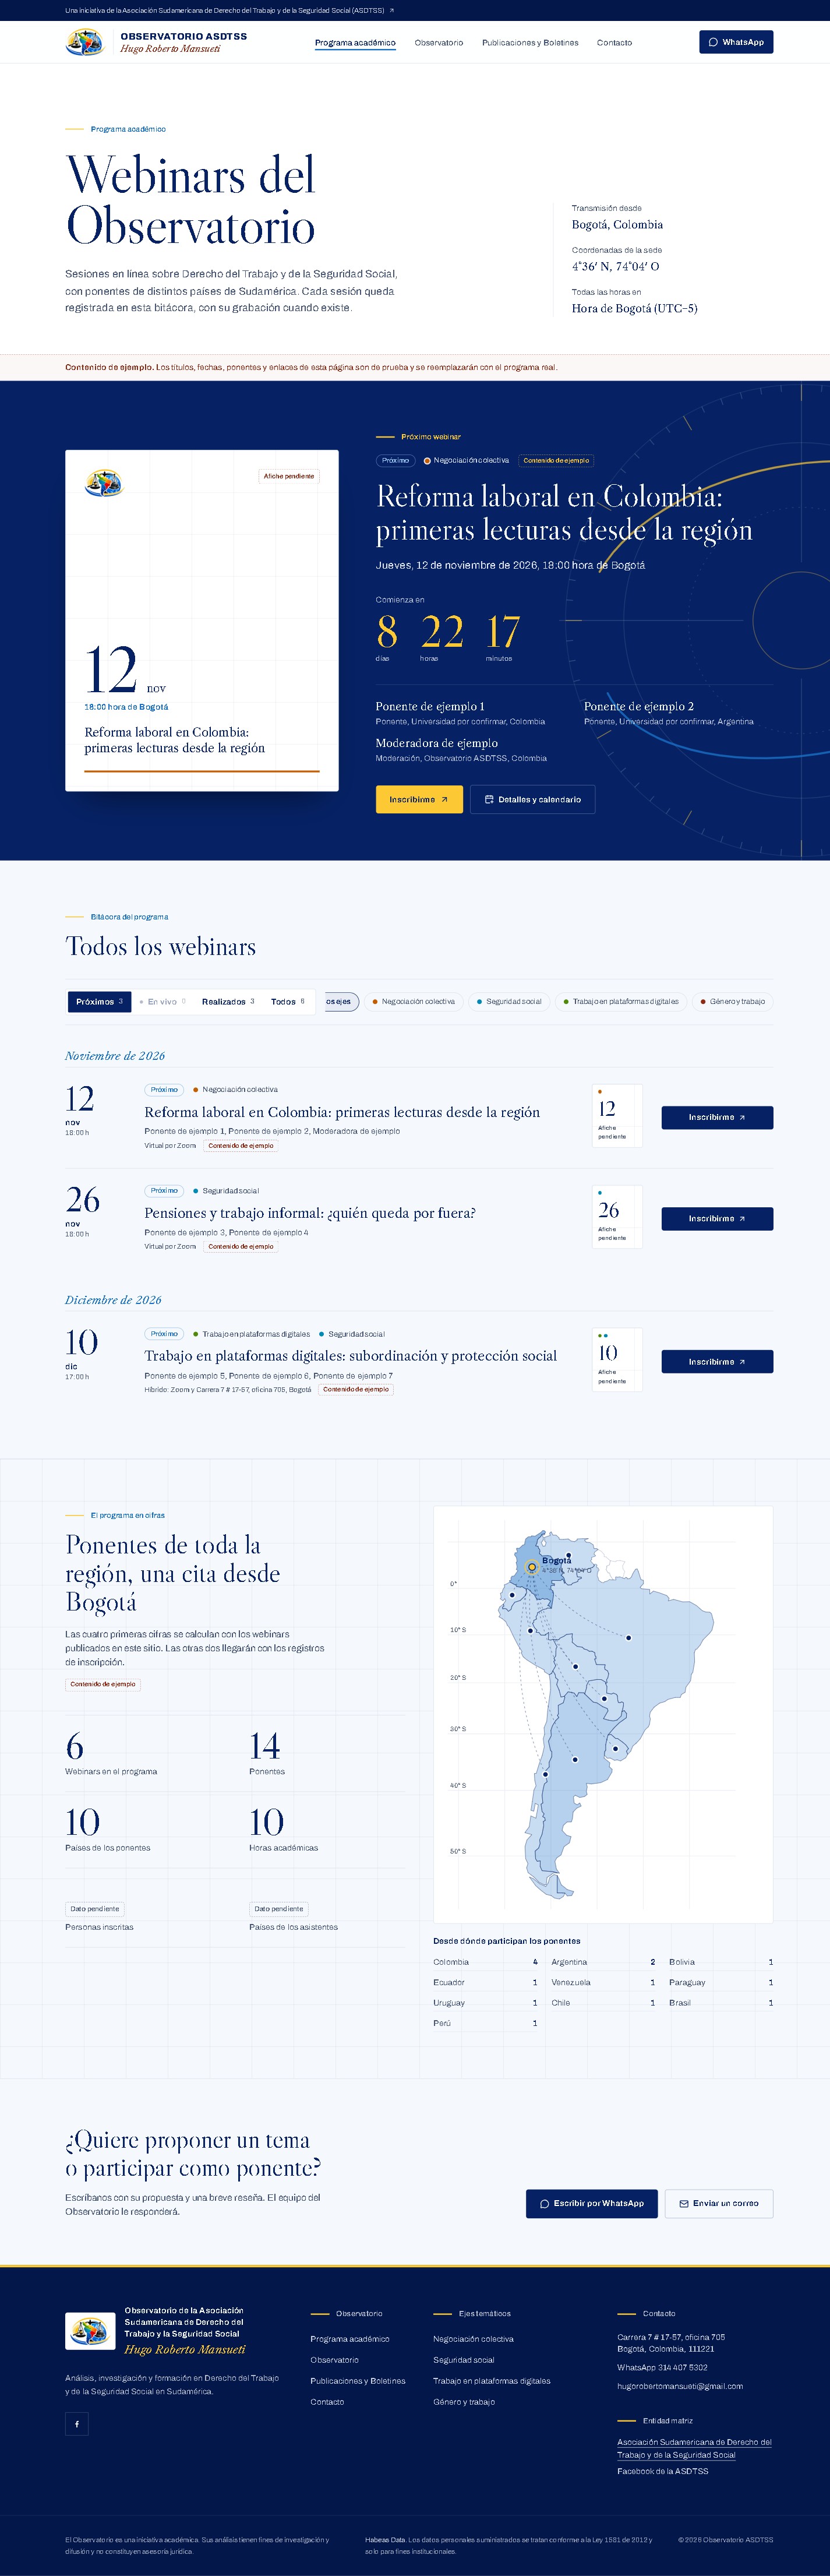 Una iniciativa de la Asociación Sudamericana de Derecho del Trabajo y de la Seguridad Social (ASDTSS)
OBSERVATORIO ASDTSS
Hugo Roberto Mansueti
Programa académico
Observatorio
Publicaciones y Boletines
Contacto
WhatsApp
Programa académico
Webinars del
Observatorio
Sesiones en línea sobre Derecho del Trabajo y de la Seguridad Social,
con ponentes de distintos países de Sudamérica. Cada sesión queda
registrada en esta bitácora, con su grabación cuando existe.
Transmisión desde
Bogotá, Colombia
Coordenadas de la sede
4°36′ N, 74°04′ O
Todas las horas en
Hora de Bogotá (UTC−5)
Contenido de ejemplo. Los títulos, fechas, ponentes y enlaces de esta página son de prueba y se reemplazarán con el programa real.
Afiche pendiente
12 nov
18:00 hora de Bogotá
Reforma laboral en Colombia:
primeras lecturas desde la región
Próximo webinar
Próximo
Negociación colectiva
Contenido de ejemplo
Reforma laboral en Colombia:
primeras lecturas desde la región
Jueves, 12 de noviembre de 2026, 18:00 hora de Bogotá
Comienza en
8 22 17
días horas minutos
Ponente de ejemplo 1
Ponente, Universidad por confirmar, Colombia
Ponente de ejemplo 2
Ponente, Universidad por confirmar, Argentina
Moderadora de ejemplo
Moderación, Observatorio ASDTSS, Colombia
Inscribirme
Detalles y calendario
Bitácora del programa
Todos los webinars
Próximos 3
En vivo 0
Realizados 3
Todos 6
os ejes
Negociación colectiva
Seguridad social
Trabajo en plataformas digitales
Género y trabajo
Noviembre de 2026
12
nov
18:00 h
Próximo
Negociación colectiva
Reforma laboral en Colombia: primeras lecturas desde la región
Ponente de ejemplo 1, Ponente de ejemplo 2, Moderadora de ejemplo
Virtual por Zoom
Contenido de ejemplo
12
Afiche
pendiente
Inscribirme
26
nov
18:00 h
Próximo
Seguridad social
Pensiones y trabajo informal: ¿quién queda por fuera?
Ponente de ejemplo 3, Ponente de ejemplo 4
Virtual por Zoom
Contenido de ejemplo
26
Afiche
pendiente
Inscribirme
Diciembre de 2026
10
dic
17:00 h
Próximo
Trabajo en plataformas digitales
Seguridad social
Trabajo en plataformas digitales: subordinación y protección social
Ponente de ejemplo 5, Ponente de ejemplo 6, Ponente de ejemplo 7
Híbrido: Zoom y Carrera 7 # 17-57, oficina 705, Bogotá
Contenido de ejemplo
10
Afiche
pendiente
Inscribirme
El programa en cifras
Ponentes de toda la
región, una cita desde
Bogotá
Las cuatro primeras cifras se calculan con los webinars
publicados en este sitio. Las otras dos llegarán con los registros
de inscripción.
Contenido de ejemplo
6
Webinars en el programa
14
Ponentes
10
Países de los ponentes
10
Horas académicas
Dato pendiente
Personas inscritas
Dato pendiente
Países de los asistentes
Bogotá
0°
10° S
20° S
30° S
40° S
50° S
Desde dónde participan los ponentes
Colombia 4
Argentina 2
Bolivia 1
Ecuador 1
Venezuela 1
Paraguay 1
Uruguay 1
Chile 1
Brasil 1
Perú 1
¿Quiere proponer un tema
o participar como ponente?
Escríbanos con su propuesta y una breve reseña. El equipo del
Observatorio le responderá.
Escribir por WhatsApp
Enviar un correo
Observatorio de la Asociación
Sudamericana de Derecho del
Trabajo y de la Seguridad Social
Hugo Roberto Mansueti
Análisis, investigación y formación en Derecho del Trabajo
y de la Seguridad Social en Sudamérica.
Observatorio
Programa académico
Observatorio
Publicaciones y Boletines
Contacto
Ejes temáticos
Negociación colectiva
Seguridad social
Trabajo en plataformas digitales
Género y trabajo
Contacto
Carrera 7 # 17-57, oficina 705
Bogotá, Colombia, 111221
WhatsApp 314 407 5302
hugorobertomansueti@gmail.com
Entidad matriz
Asociación Sudamericana de Derecho del
Trabajo y de la Seguridad Social
Facebook de la ASDTSS
El Observatorio es una iniciativa académica. Sus análisis tienen fines de investigación y
difusión y no constituyen asesoría jurídica.
Habeas Data. Los datos personales suministrados se tratan conforme a la Ley 1581 de 2012 y
solo para fines institucionales.
© 2026 Observatorio ASDTSS